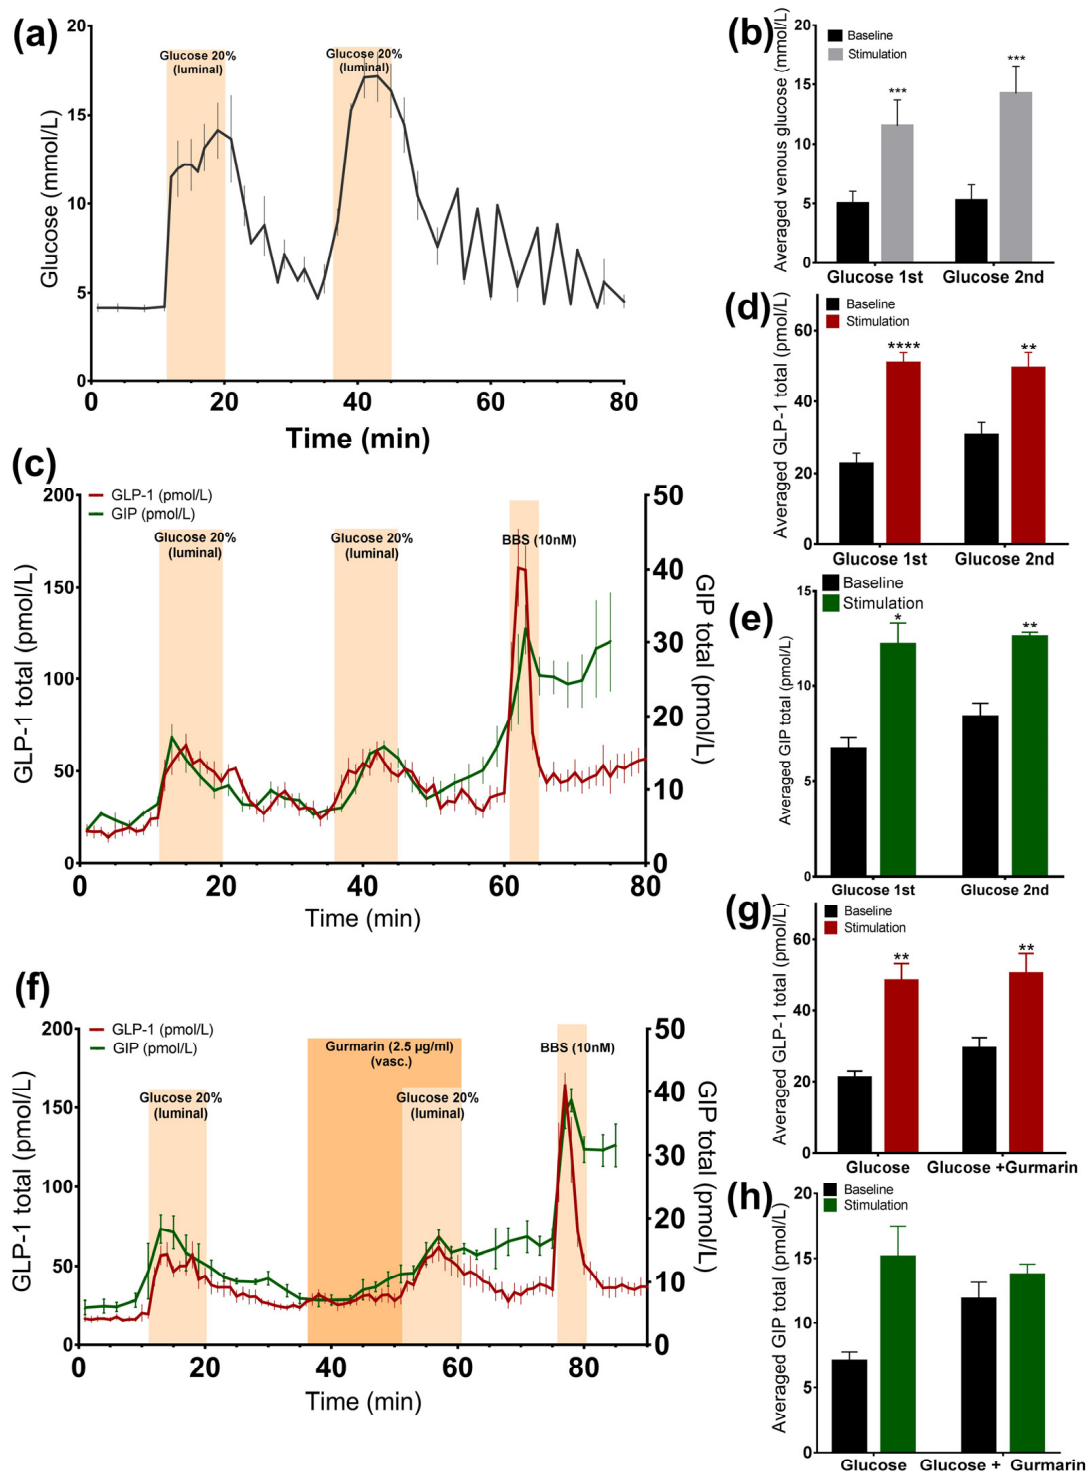 (a)
20
15
10
5
0
Glucose (mmol/L)
Glucose 20%
(luminal)
Glucose 20%
(luminal)
0 20 40 60 80
Time (min)
(b)
Baseline
Stimulation
Averaged venous glucose (mmol/L)
20
15
10
5
0
***
***
Glucose 1st Glucose 2nd
(c)
GLP-1 (pmol/L)
GIP (pmol/L)
GLP-1 total (pmol/L)
200
150
100
50
0
Glucose 20%
(luminal)
Glucose 20%
(luminal)
BBS (10nM)
50
40
30
20
10
0
GIP total (pmol/L)
0 20 40 60 80
Time (min)
(d)
Baseline
Stimulation
Averaged GLP-1 total (pmol/L)
60
40
20
0
****
**
Glucose 1st Glucose 2nd
(e)
Baseline
Stimulation
Averaged GIP total (pmol/L)
15
10
5
0
*
**
Glucose 1st Glucose 2nd
(f)
GLP-1 (pmol/L)
GIP (pmol/L)
GLP-1 total (pmol/L)
200
150
100
50
0
Glucose 20%
(luminal)
Gurmarin (2.5 µg/ml)
(vasc.)
Glucose 20%
(luminal)
BBS (10nM)
50
40
30
20
10
0
GIP total (pmol/L)
0 20 40 60 80
Time (min)
(g)
Baseline
Stimulation
Averaged GLP-1 total (pmol/L)
60
40
20
0
**
**
Glucose Glucose +Gurmarin
(h)
Baseline
Stimulation
Averaged GIP total (pmol/L)
20
15
10
5
0
Glucose Glucose + Gurmarin